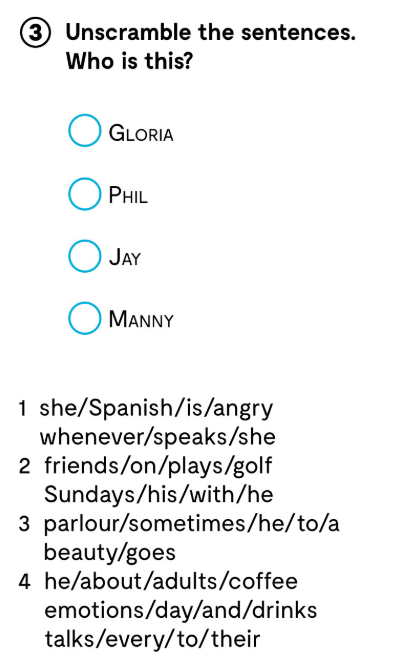 3 Unscramble the sentences.
Who is this?
GLORIA
PHIL
JAY
MANNY
1 she/Spanish/is/angry
whenever/speaks/she
2 friends/on/plays/golf
Sundays/his/with/he
3 parlour/sometimes/he/to/a
beauty/goes
4 he/about/adults/coffee
emotions/day/and/drinks
talks/every/to/their